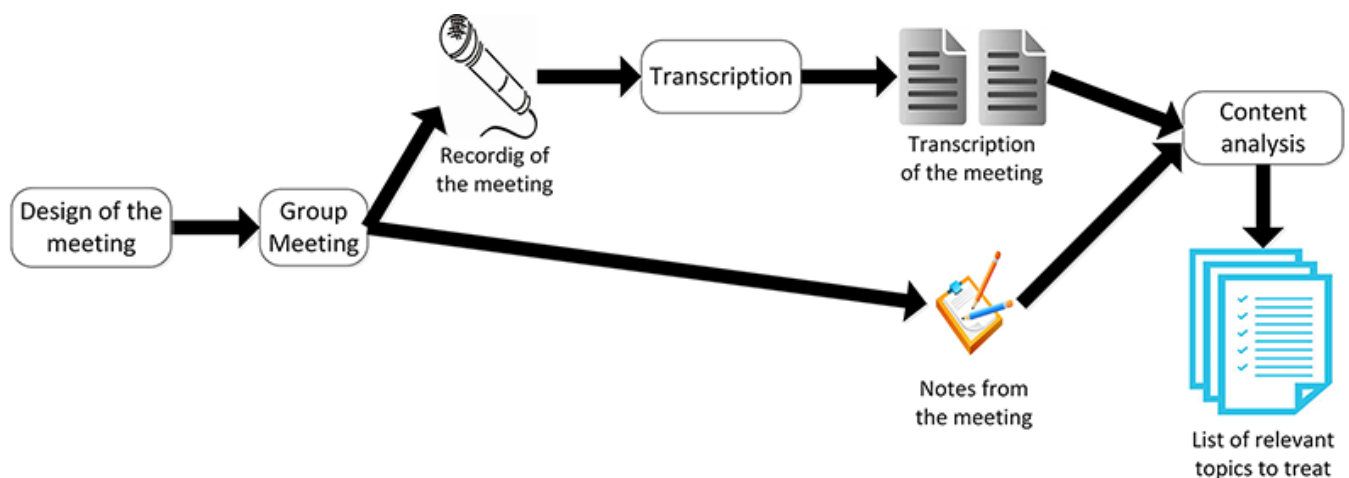 Design of the
meeting
Group
Meeting
Recordig of
the meeting
Transcription
Transcription
of the meeting
Notes from
the meeting
Content
analysis
List of relevant
topics to treat